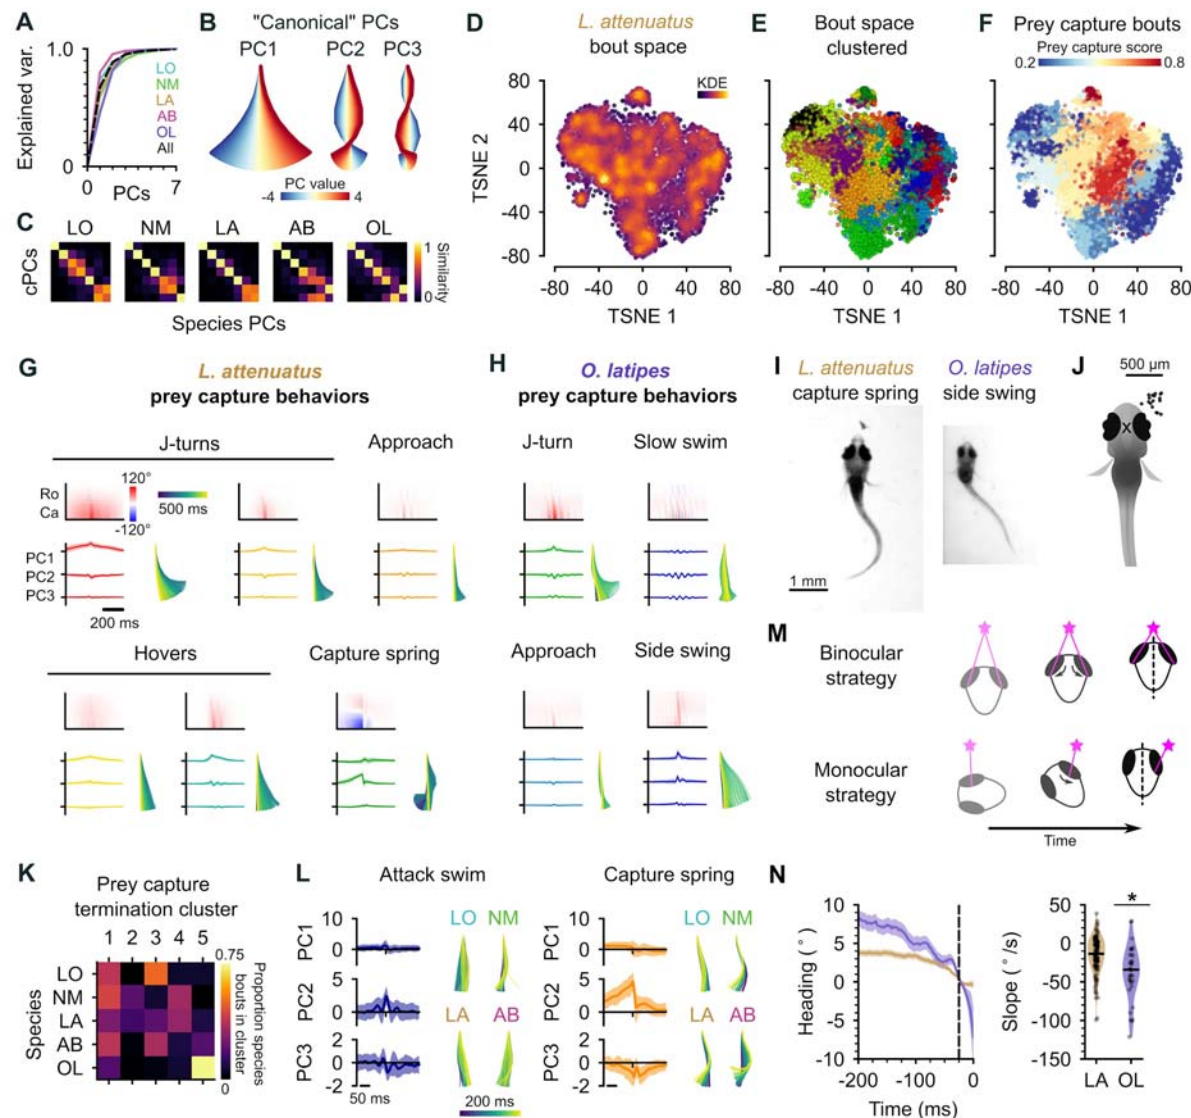 A
Explained var.
1.0
0
0
7
PCs
LO
NM
LA
AB
OL
All
B
"Canonical" PCs
PC1
PC2
PC3
-4
4
PC value
C
LO
NM
LA
AB
OL
cPCs
Species PCs
1
0
Similarity
D
L. attenuatus
bout space
KDE
TSNE 2
80
40
0
-40
-80
-80 -40 0 40 80
TSNE 1
E
Bout space
clustered
-80 -40 0 40 80
TSNE 1
F
Prey capture bouts
Prey capture score
0.2
0.8
-80 -40 0 40 80
TSNE 1
G
L. attenuatus
prey capture behaviors
J-turns
Approach
Ro
Ca
120°
-120°
500 ms
PC1
PC2
PC3
200 ms
Hovers
Capture spring
H
O. latipes
prey capture behaviors
J-turn
Slow swim
Approach
Side swing
I
L. attenuatus
capture spring
O. latipes
side swing
1 mm
J
500 µm
x
M
Binocular
strategy
Monocular
strategy
Time
K
Prey capture
termination cluster
1 2 3 4 5
Species
LO
NM
LA
AB
OL
0.75
0
Proportion species
bouts in cluster
L
Attack swim
PC1
10
0
PC2
5
0
PC3
2
0
-2
50 ms
LO
NM
LA
AB
200 ms
Capture spring
PC1
10
0
PC2
5
0
PC3
2
0
-2
LO
NM
LA
AB
N
Heading (°)
10
5
0
-5
-10
-200
-100
0
Time (ms)
Slope (°/s)
50
0
-50
-100
-150
*
LA
OL